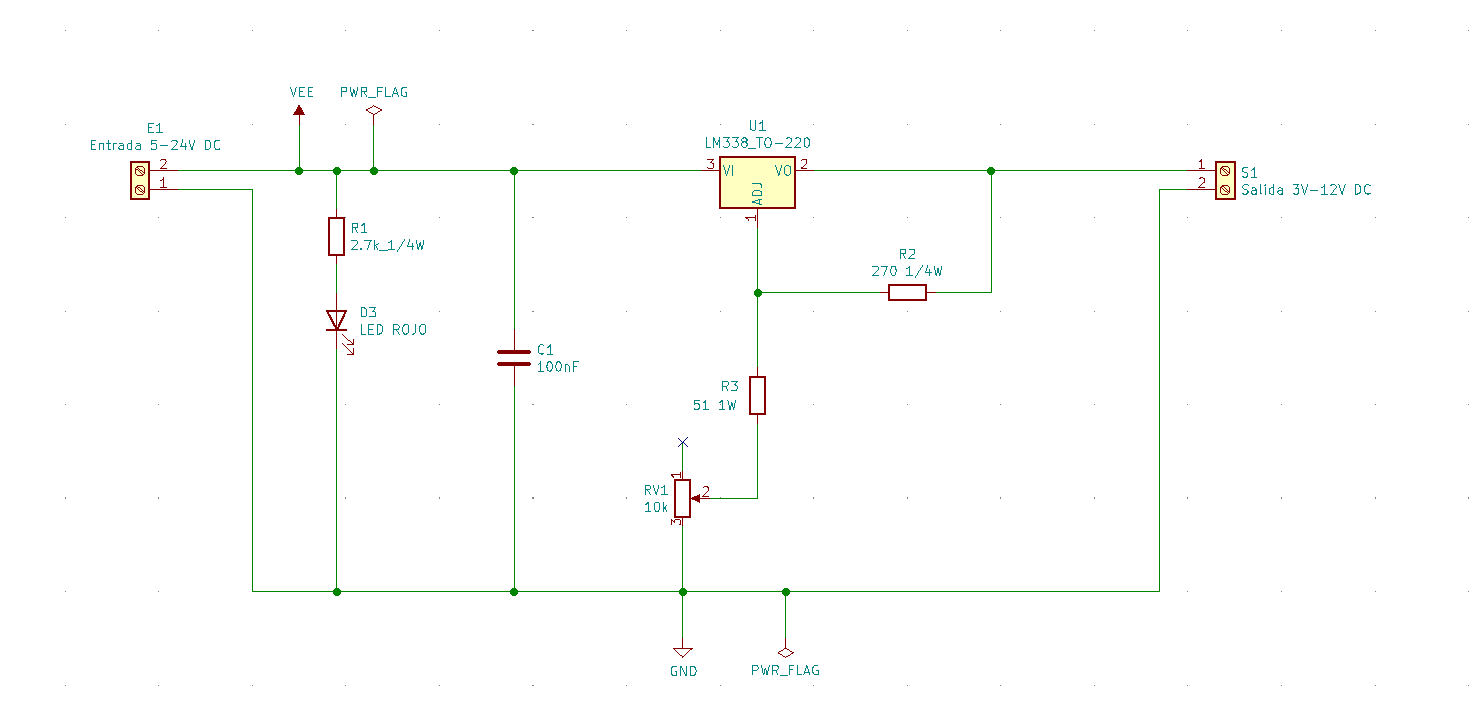 VEE
PWR_FLAG
E1
Entrada 5-24V DC
2
1
U1
LM338_TO-220
3
VI
VO
2
ADJ
1
1
2
S1
Salida 3V-12V DC
R1
2.7k_1/4W
R2
270 1/4W
D3
LED ROJO
C1
100nF
R3
51 1W
1
RV1
10k
2
3
GND
PWR_FLAG